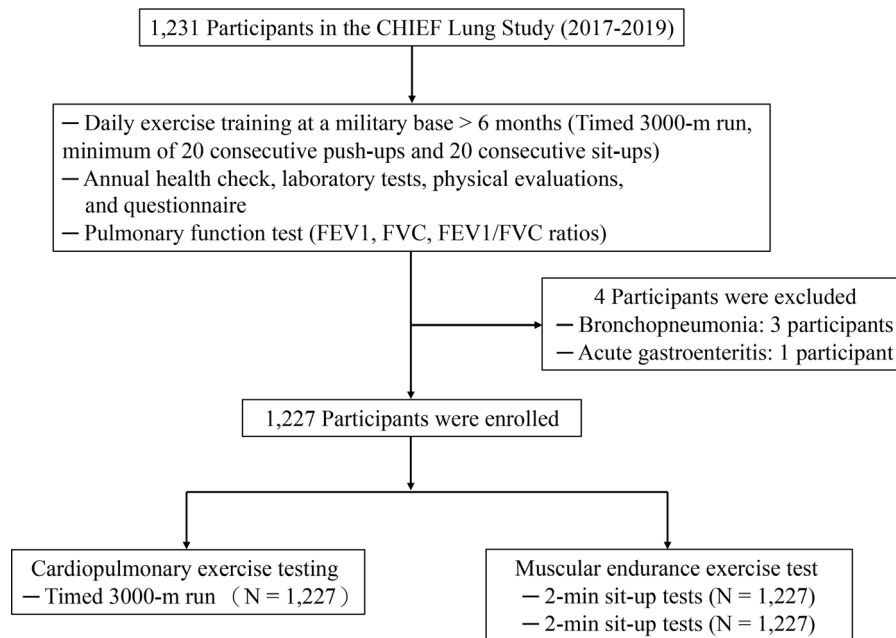 1,231 Participants in the CHIEF Lung Study (2017-2019)
— Daily exercise training at a military base > 6 months (Timed 3000-m run,
minimum of 20 consecutive push-ups and 20 consecutive sit-ups)
— Annual health check, laboratory tests, physical evaluations,
and questionnaire
— Pulmonary function test (FEV1, FVC, FEV1/FVC ratios)
4 Participants were excluded
— Bronchopneumonia: 3 participants
— Acute gastroenteritis: 1 participant
1,227 Participants were enrolled
Cardiopulmonary exercise testing
— Timed 3000-m run （N = 1,227）
Muscular endurance exercise test
— 2-min sit-up tests (N = 1,227)
— 2-min sit-up tests (N = 1,227)